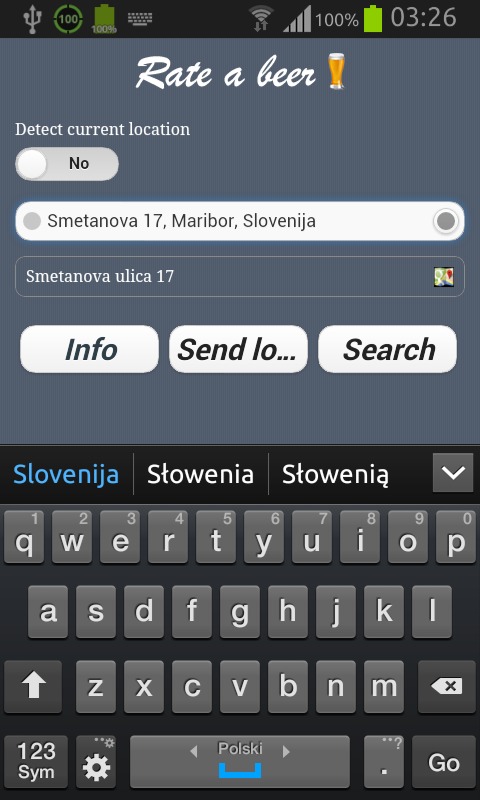 100 100% 100% 03:26
Rate a beer
Detect current location
No
Smetanova 17, Maribor, Slovenija
Smetanova ulica 17
Info Send lo... Search
Slovenija Słowenia Słowenią
1 2 3 4 5 6 7 8 9 0
q w e r t y u i o p
a s d f g h j k l
z x c v b n m
123 Sym Polski . ...? Go